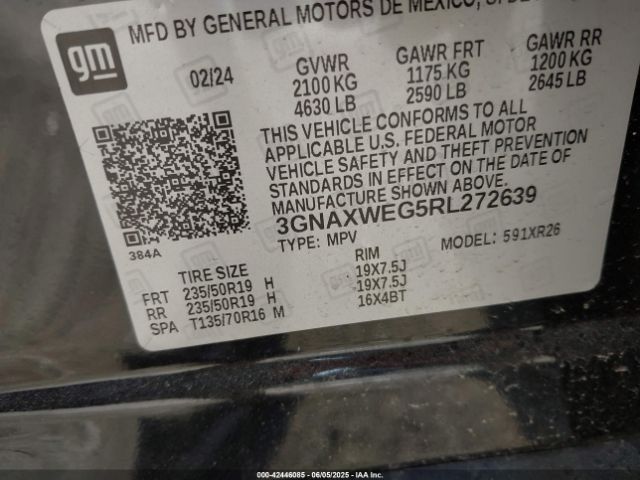 gm
MFD BY GENERAL MOTORS DE MEXICO,
02/24
GVWR
2100 KG
4630 LB
GAWR FRT
1175 KG
2590 LB
GAWR RR
1200 KG
2645 LB
THIS VEHICLE CONFORMS TO ALL
APPLICABLE U.S. FEDERAL MOTOR
VEHICLE SAFETY AND THEFT PREVENTION
STANDARDS IN EFFECT ON THE DATE OF
MANUFACTURE SHOWN ABOVE.
3GNAXWEG5RL272639
TYPE: MPV
MODEL: 591XR26
384A
TIRE SIZE
RIM
FRT 235/50R19 H 19X7.5J
RR 235/50R19 H 19X7.5J
SPA T135/70R16 M 16X4BT
000-42446085 | 06/05/2025 | IAAI.COM